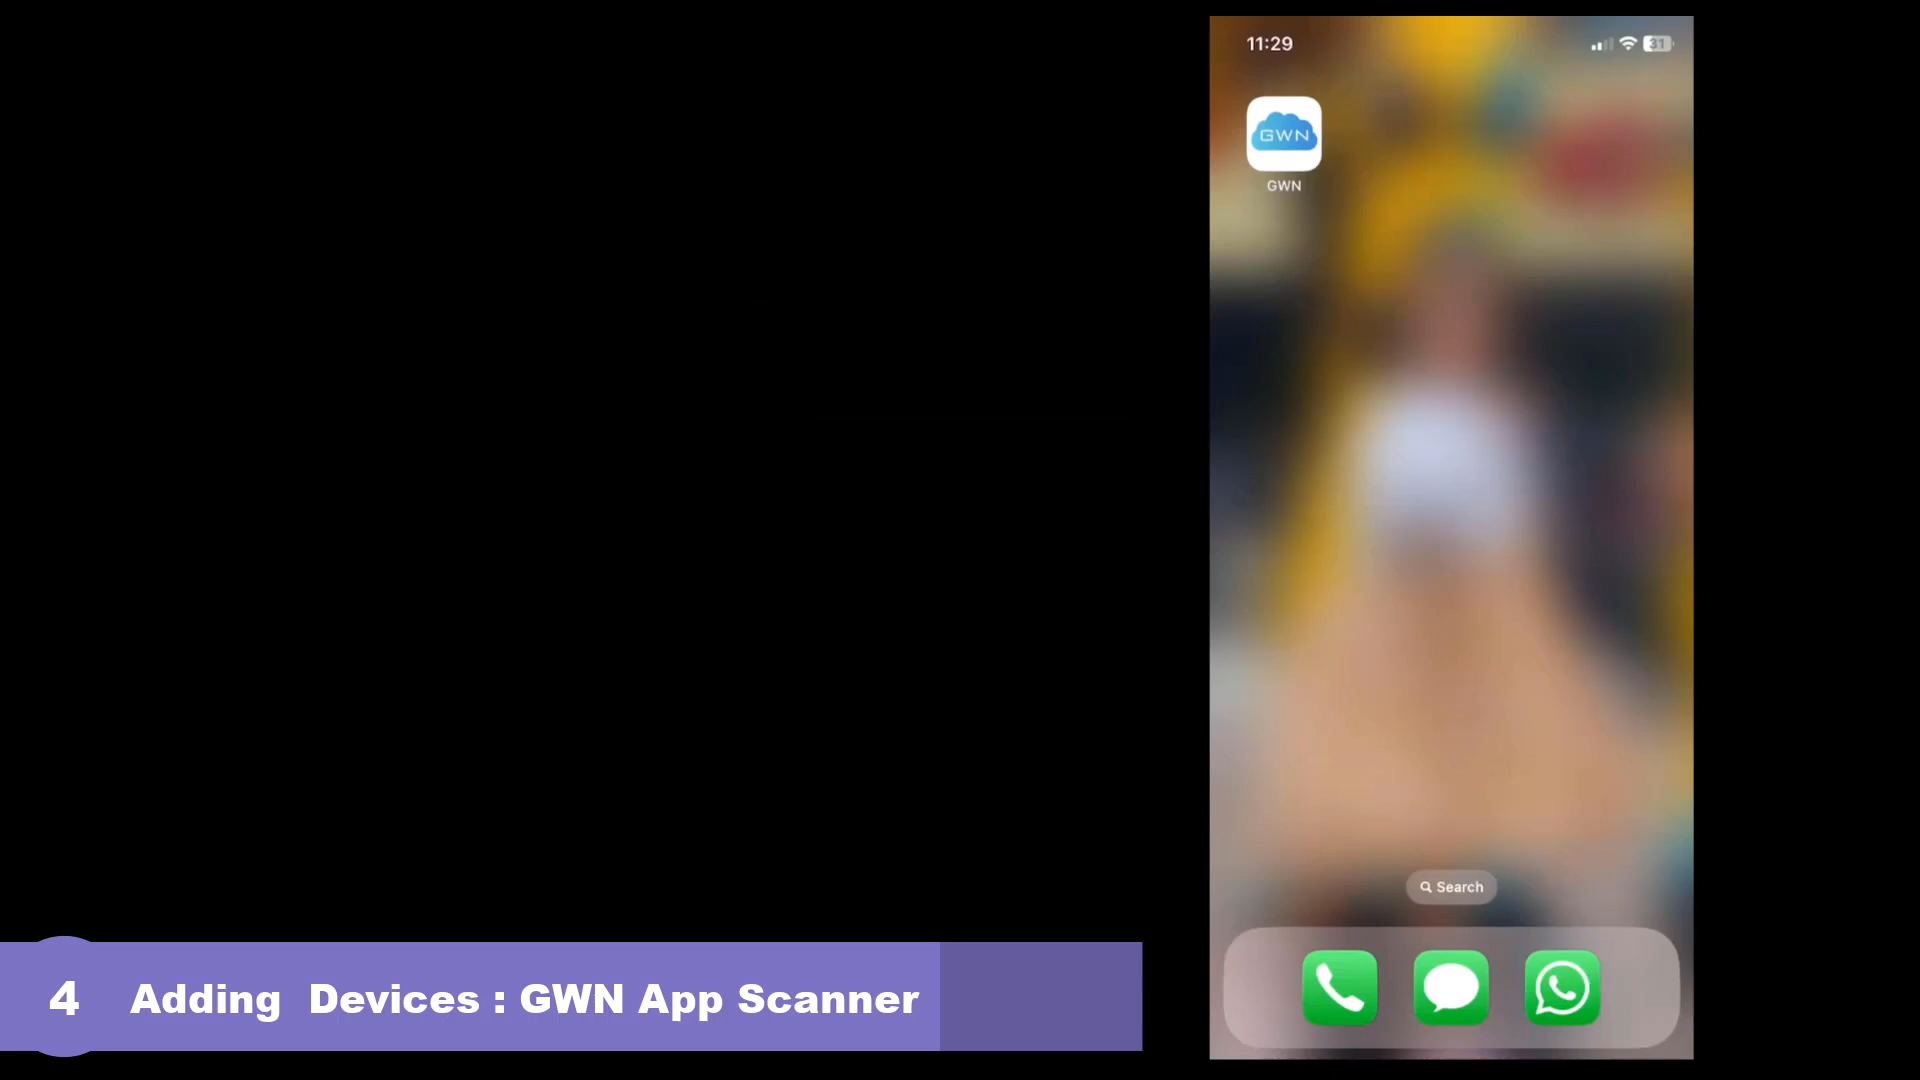 11:29
31
GWN
GWN
Search
4 Adding Devices : GWN App Scanner